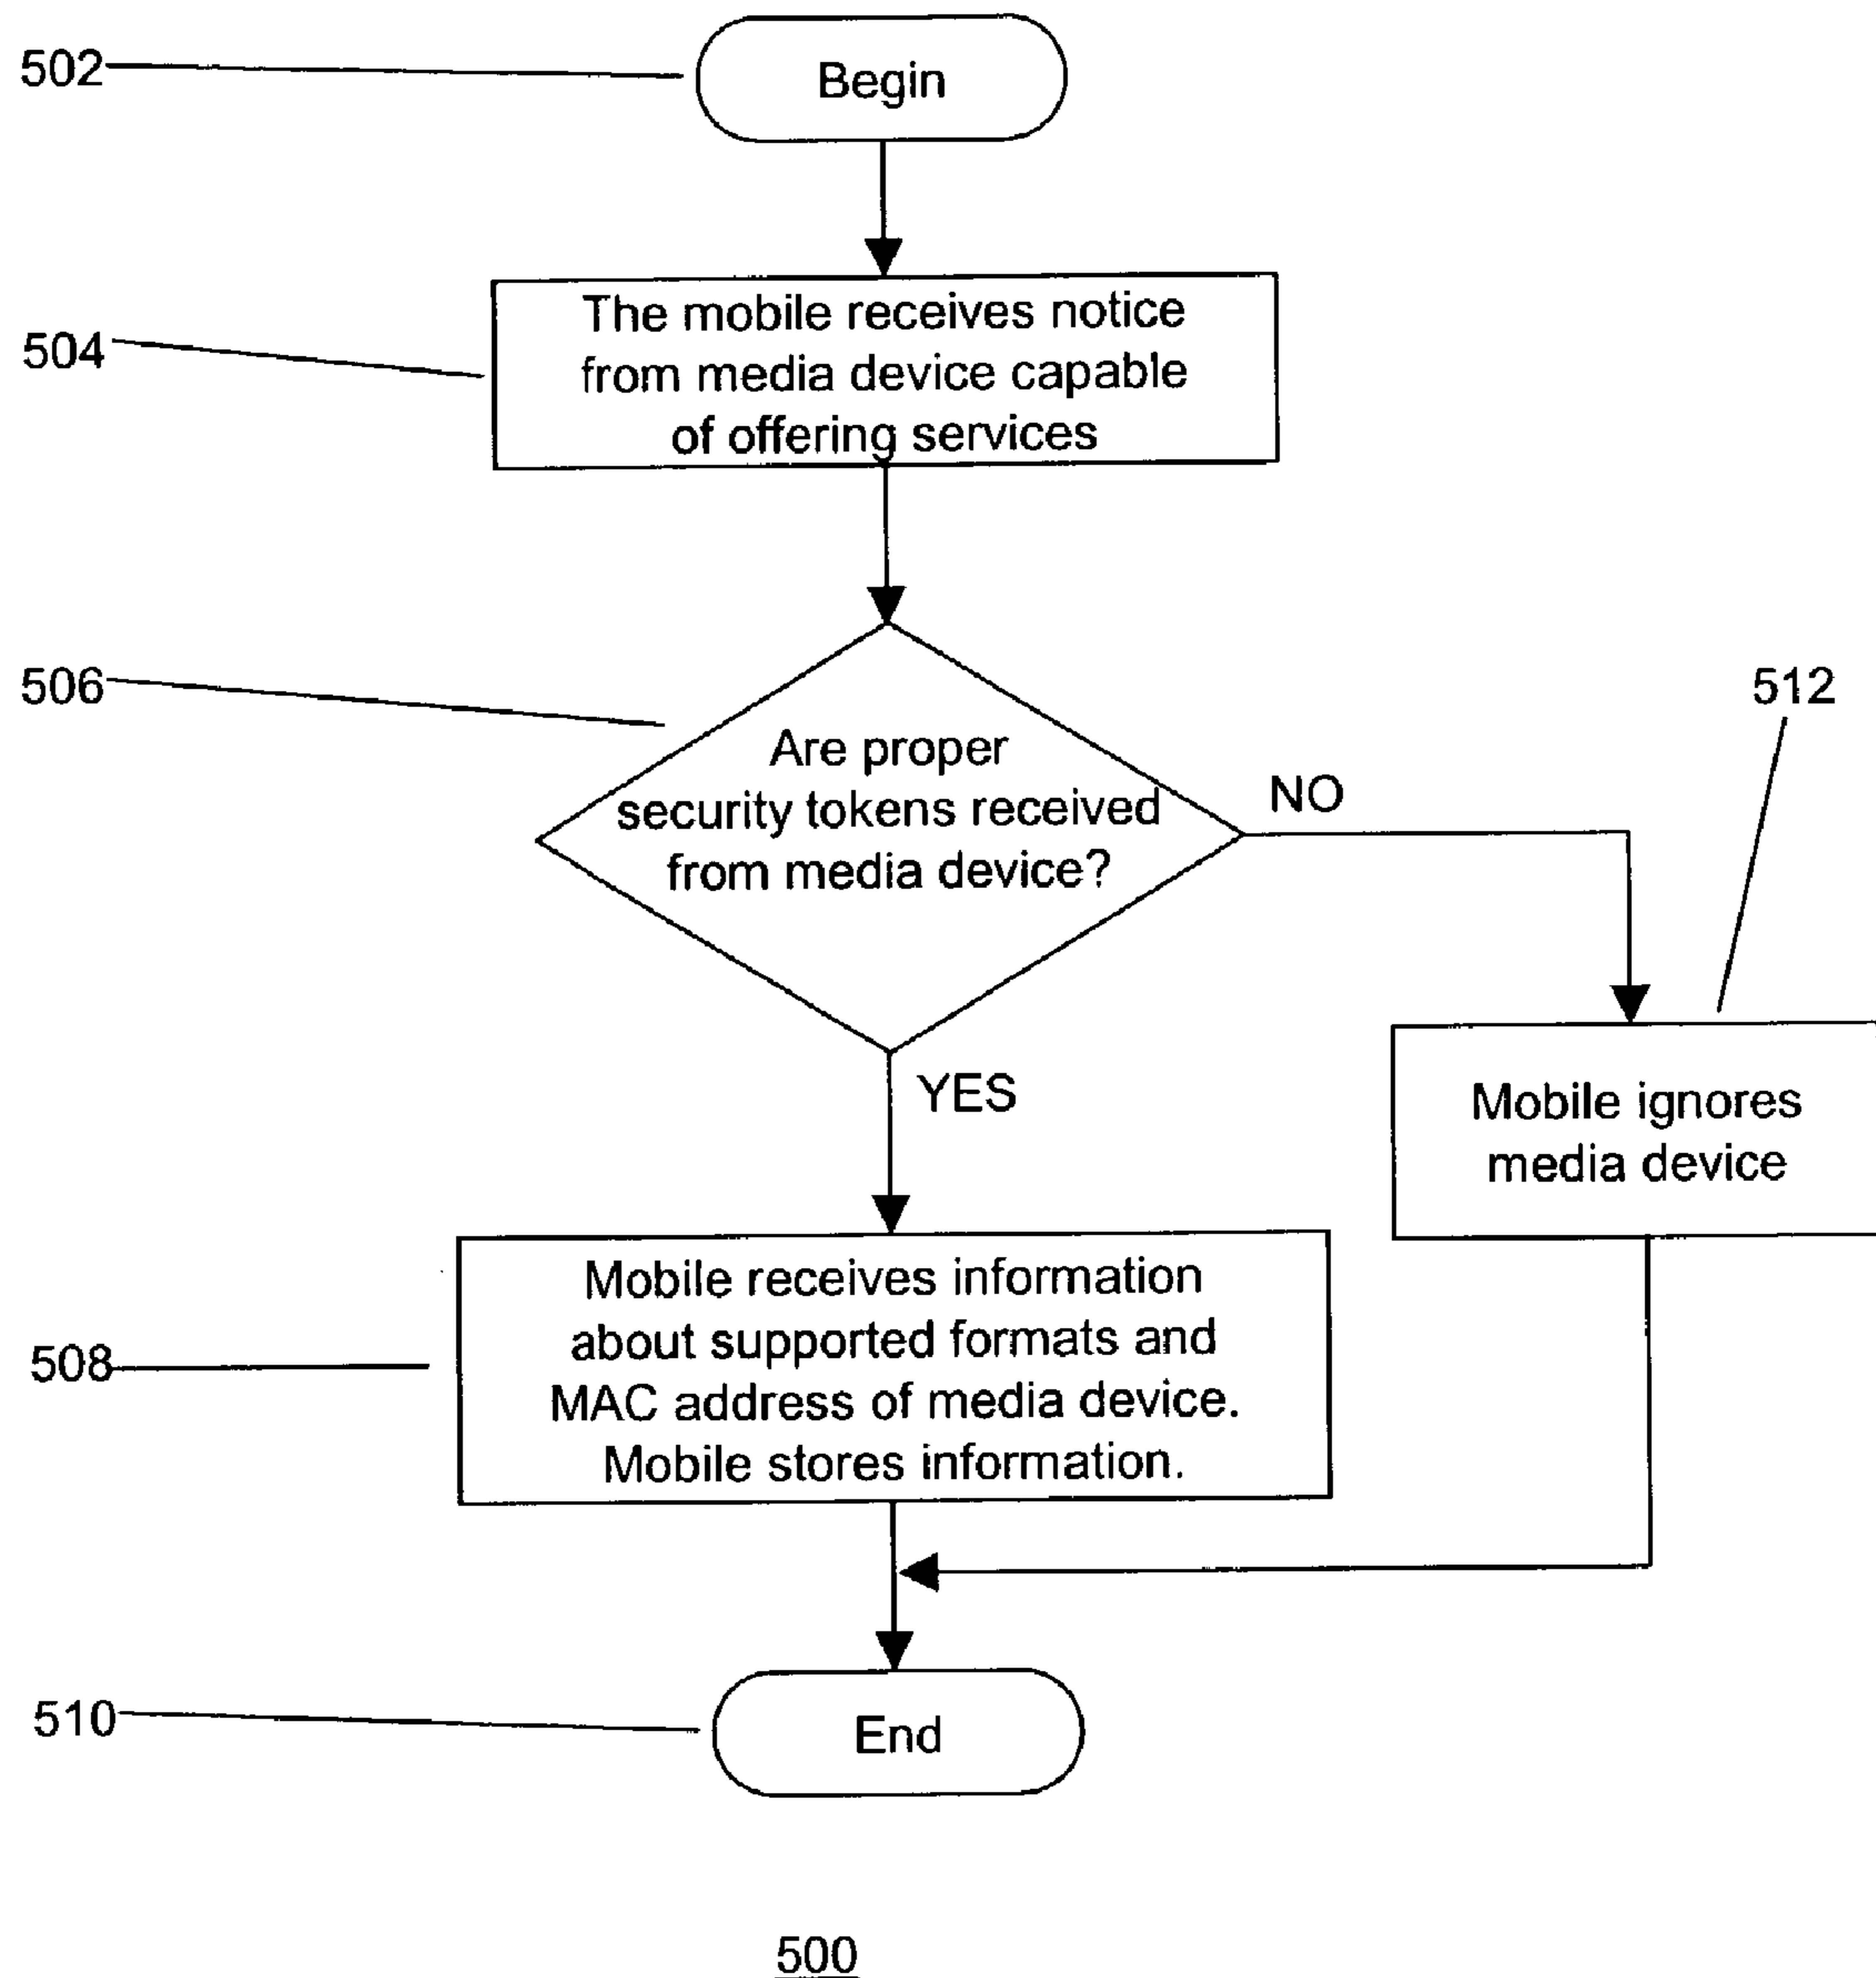 502
Begin
504
The mobile receives notice
from media device capable
of offering services
506
512
Are proper
security tokens received
from media device?
NO
YES
Mobile ignores
media device
508
Mobile receives information
about supported formats and
MAC address of media device.
Mobile stores information.
510
End
500